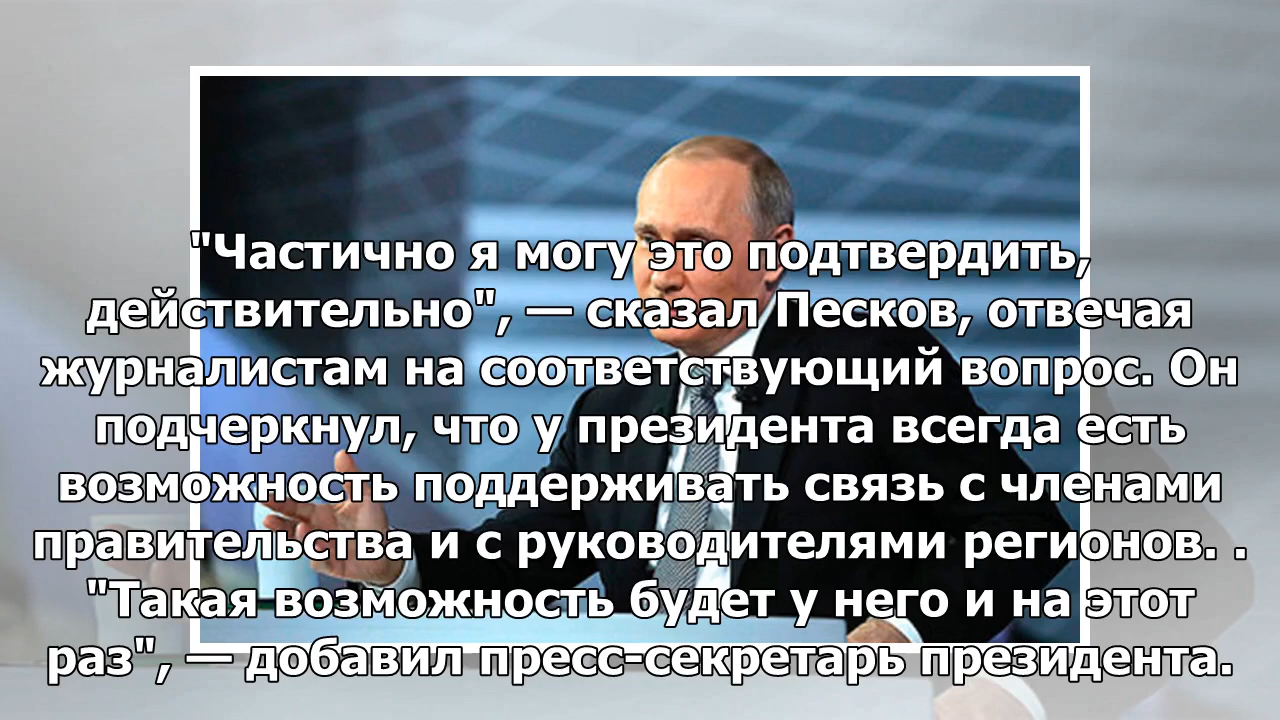 "Частично я могу это подтвердить,
действительно", — сказал Песков, отвечая
журналистам на соответствующий вопрос. Он
подчеркнул, что у президента всегда есть
возможность поддерживать связь с членами
правительства и с руководителями регионов. .
"Такая возможность будет у него и на этот
раз", — добавил пресс-секретарь президента.